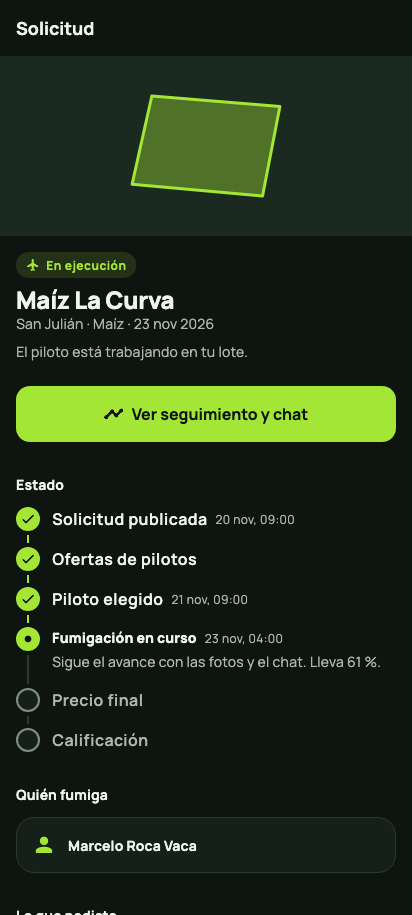 Solicitud
En ejecución
Maíz La Curva
San Julián · Maíz · 23 nov 2026
El piloto está trabajando en tu lote.
Ver seguimiento y chat
Estado
Solicitud publicada 20 nov, 09:00
Ofertas de pilotos
Piloto elegido 21 nov, 09:00
Fumigación en curso 23 nov, 04:00
Sigue el avance con las fotos y el chat. Lleva 61 %.
Precio final
Calificación
Quién fumiga
Marcelo Roca Vaca